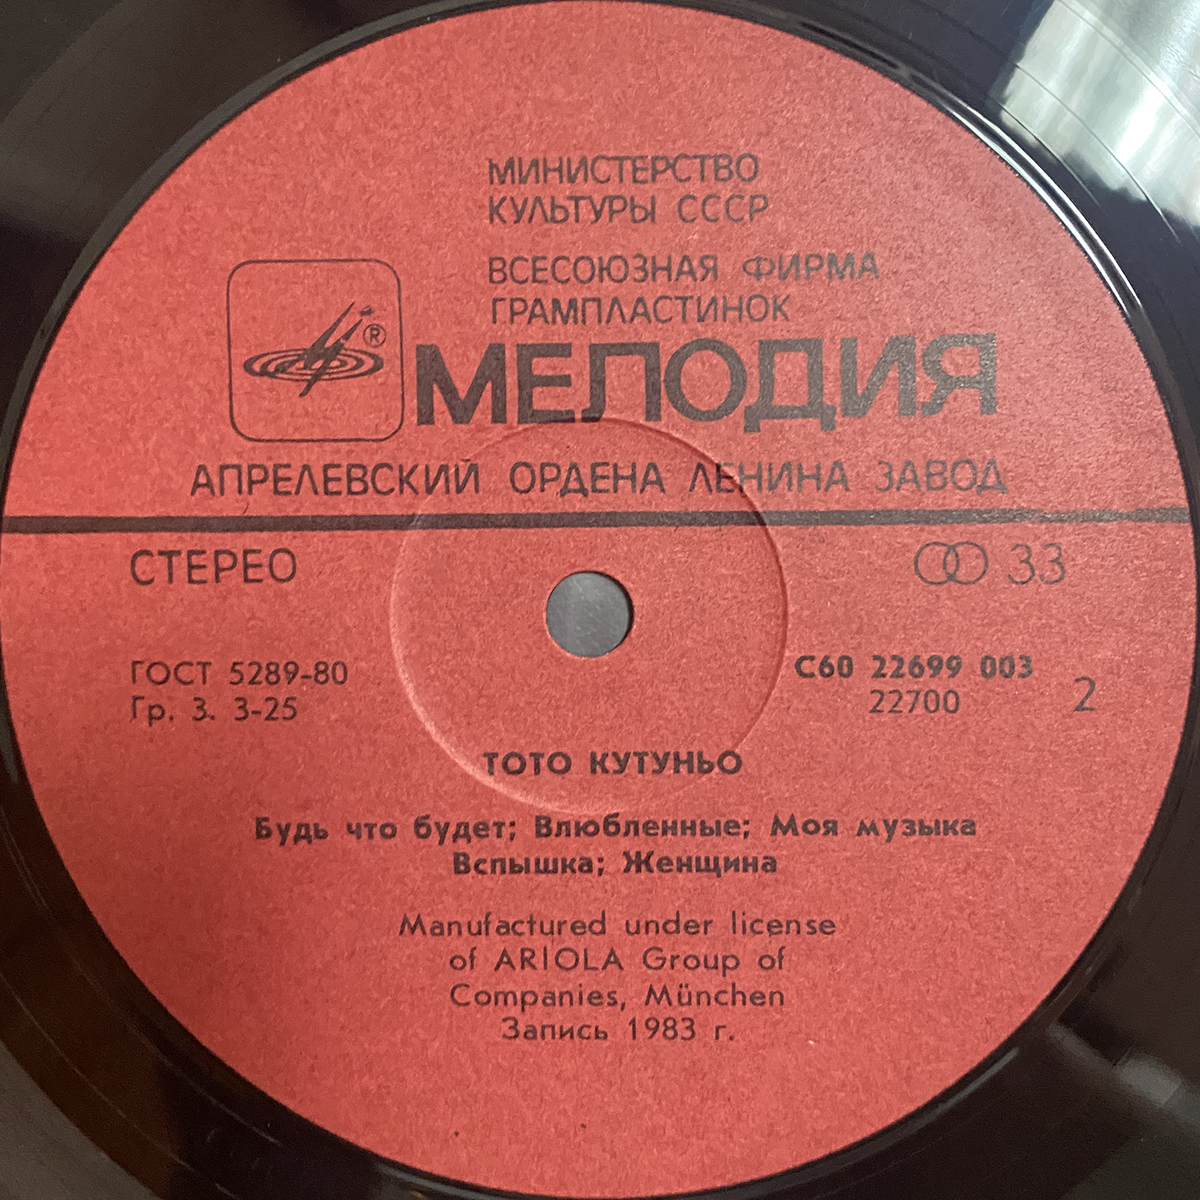 МИНИСТЕРСТВО
КУЛЬТУРЫ СССР
ВСЕСОЮЗНАЯ ФИРМА
ГРАМПЛАСТИНОК
®
МЕЛОДИЯ
АПРЕЛЕВСКИЙ ОРДЕНА ЛЕНИНА ЗАВОД
СТЕРЕО
33
ГОСТ 5289-80
Гр. 3. 3-25
С60 22699 003
22700
2
ТОТО КУТУНЬО
Будь что будет; Влюбленные; Моя музыка
Вспышка; Женщина
Manufactured under license
of ARIOLA Group of
Companies, München
Запись 1983 г.